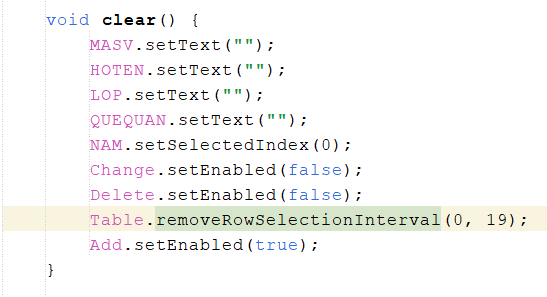 void clear() {
MASV.setText("");
HOTEN.setText("");
LOP.setText("");
QUEQUAN.setText("");
NAM.setSelectedIndex(0);
Change.setEnabled(false);
Delete.setEnabled(false);
Table.removeRowSelectionInterval(0, 19);
Add.setEnabled(true);
}